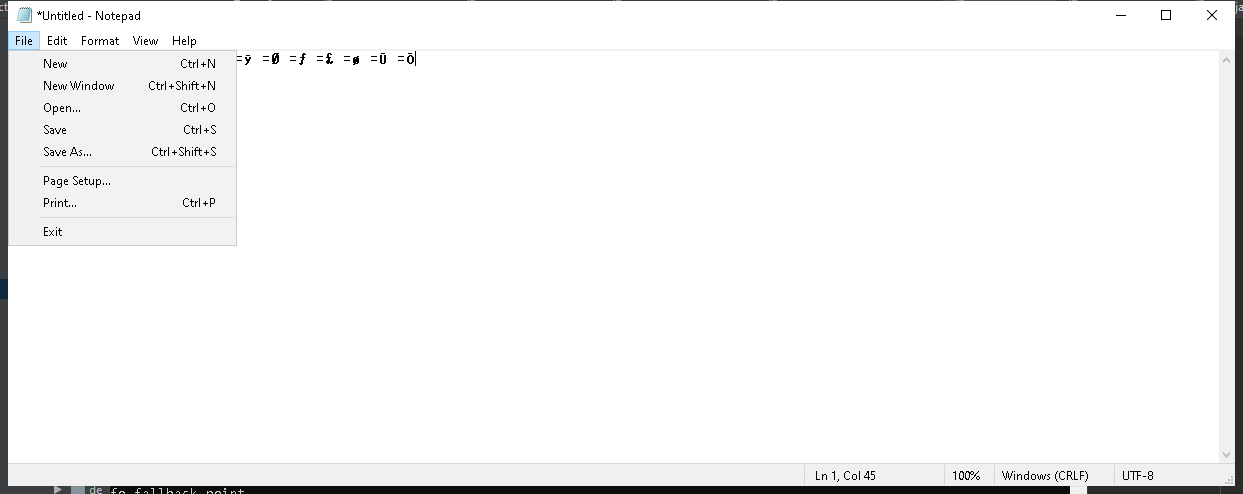 *Untitled - Notepad
File Edit Format View Help
=ÿ =Ø =ƒ =£ =ø =Ü =Õ
New Ctrl+N
New Window Ctrl+Shift+N
Open... Ctrl+O
Save Ctrl+S
Save As... Ctrl+Shift+S
Page Setup...
Print... Ctrl+P
Exit
Ln 1, Col 45 100% Windows (CRLF) UTF-8
de fo fallback point